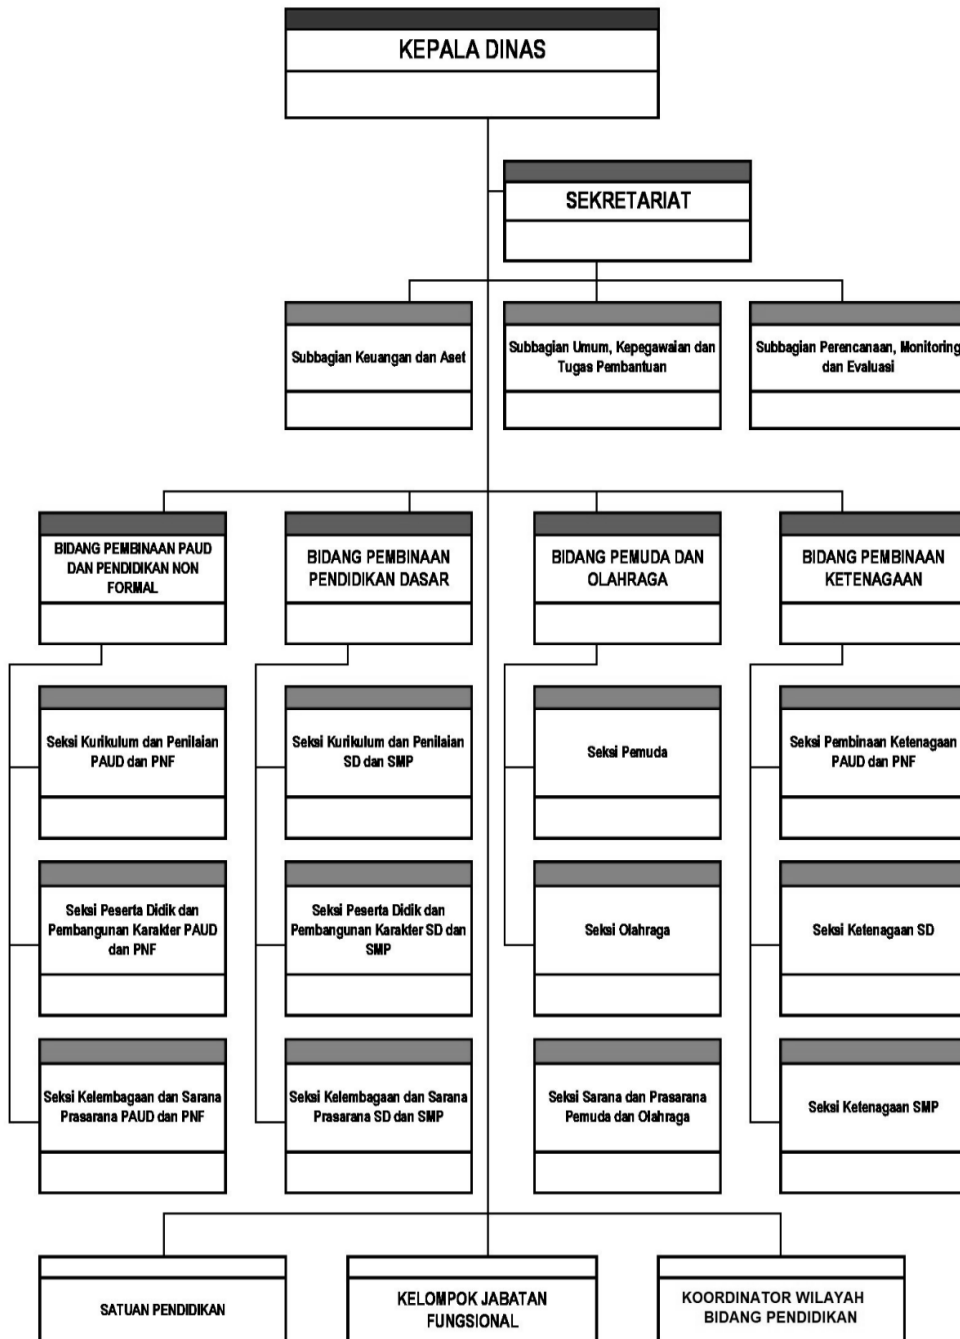 KEPALA DINAS
SEKRETARIAT
Subbagian Keuangan dan Aset
Subbagian Umum, Kepegawaian dan
Tugas Pembantuan
Subbagian Perencanaan, Monitoring
dan Evaluasi
BIDANG PEMBINAAN PAUD
DAN PENDIDIKAN NON
FORMAL
BIDANG PEMBINAAN
PENDIDIKAN DASAR
BIDANG PEMUDA DAN
OLAHRAGA
BIDANG PEMBINAAN
KETENAGAAN
Seksi Kurikulum dan Penilaian
PAUD dan PNF
Seksi Kurikulum dan Penilaian
SD dan SMP
Seksi Pemuda
Seksi Pembinaan Ketenagaan
PAUD dan PNF
Seksi Peserta Didik dan
Pembangunan Karakter PAUD
dan PNF
Seksi Peserta Didik dan
Pembangunan Karakter SD dan
SMP
Seksi Olahraga
Seksi Ketenagaan SD
Seksi Kelembagaan dan Sarana
Prasarana PAUD dan PNF
Seksi Kelembagaan dan Sarana
Prasarana SD dan SMP
Seksi Sarana dan Prasarana
Pemuda dan Olahraga
Seksi Ketenagaan SMP
SATUAN PENDIDIKAN
KELOMPOK JABATAN
FUNGSIONAL
KOORDINATOR WILAYAH
BIDANG PENDIDIKAN